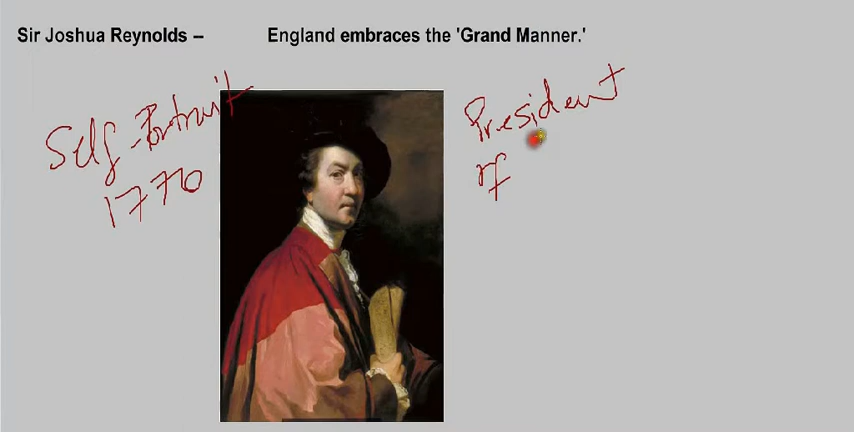 Sir Joshua Reynolds – England embraces the 'Grand Manner.'
Self-Portrait
1770
President
of